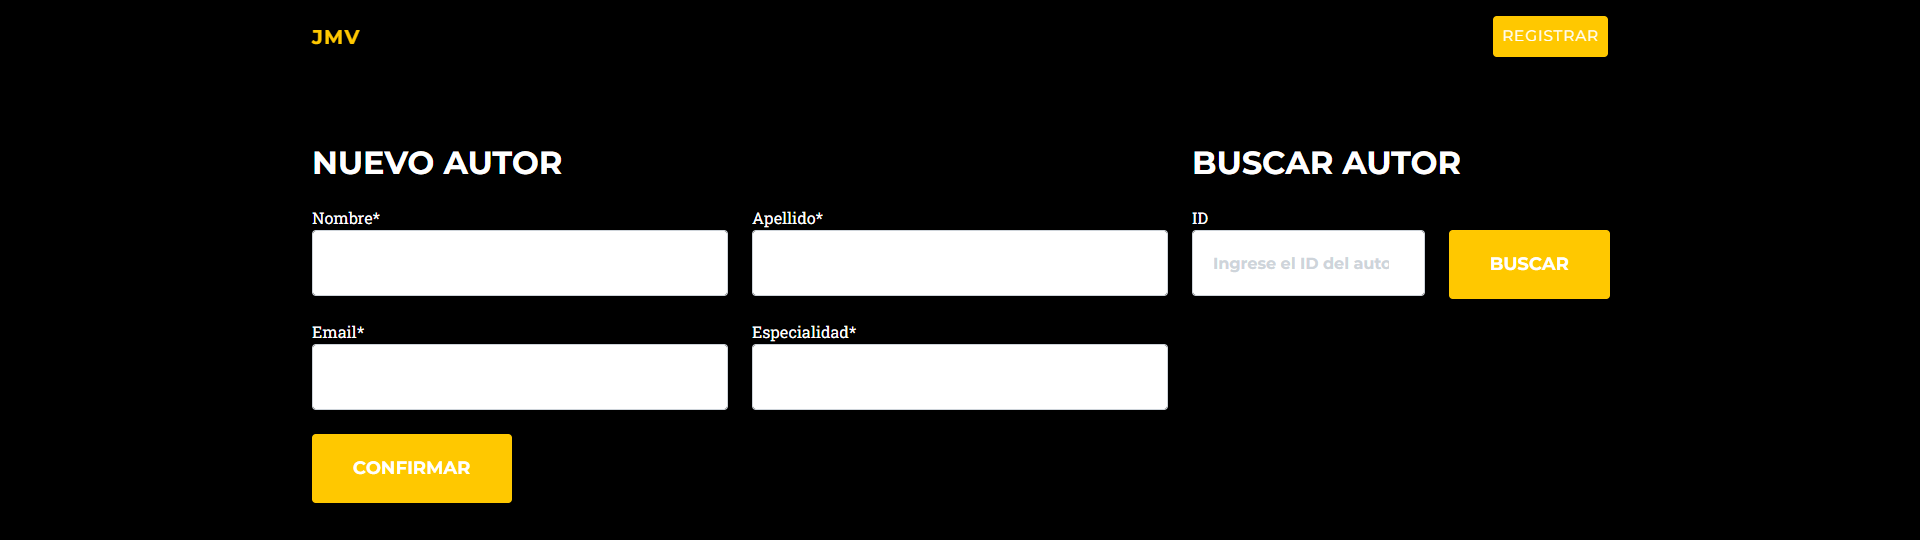 JMV
REGISTRAR
NUEVO AUTOR
BUSCAR AUTOR
Nombre*
Apellido*
ID
Ingrese el ID del auto
BUSCAR
Email*
Especialidad*
CONFIRMAR